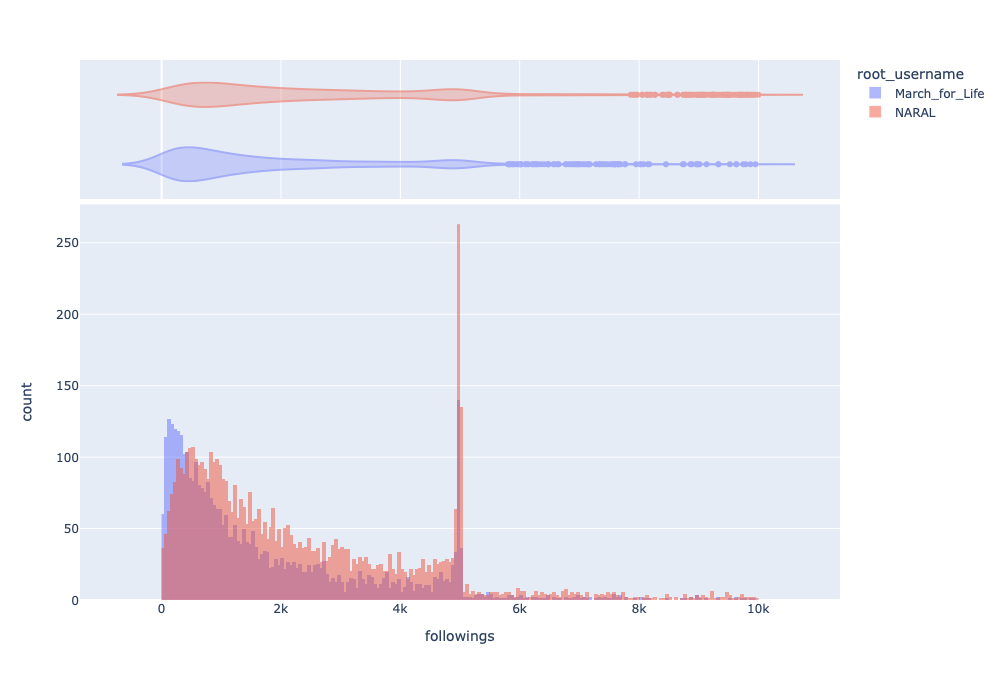 root_username
March_for_Life
NARAL
250
200
150
100
50
0
count
0
2k
4k
6k
8k
10k
followings